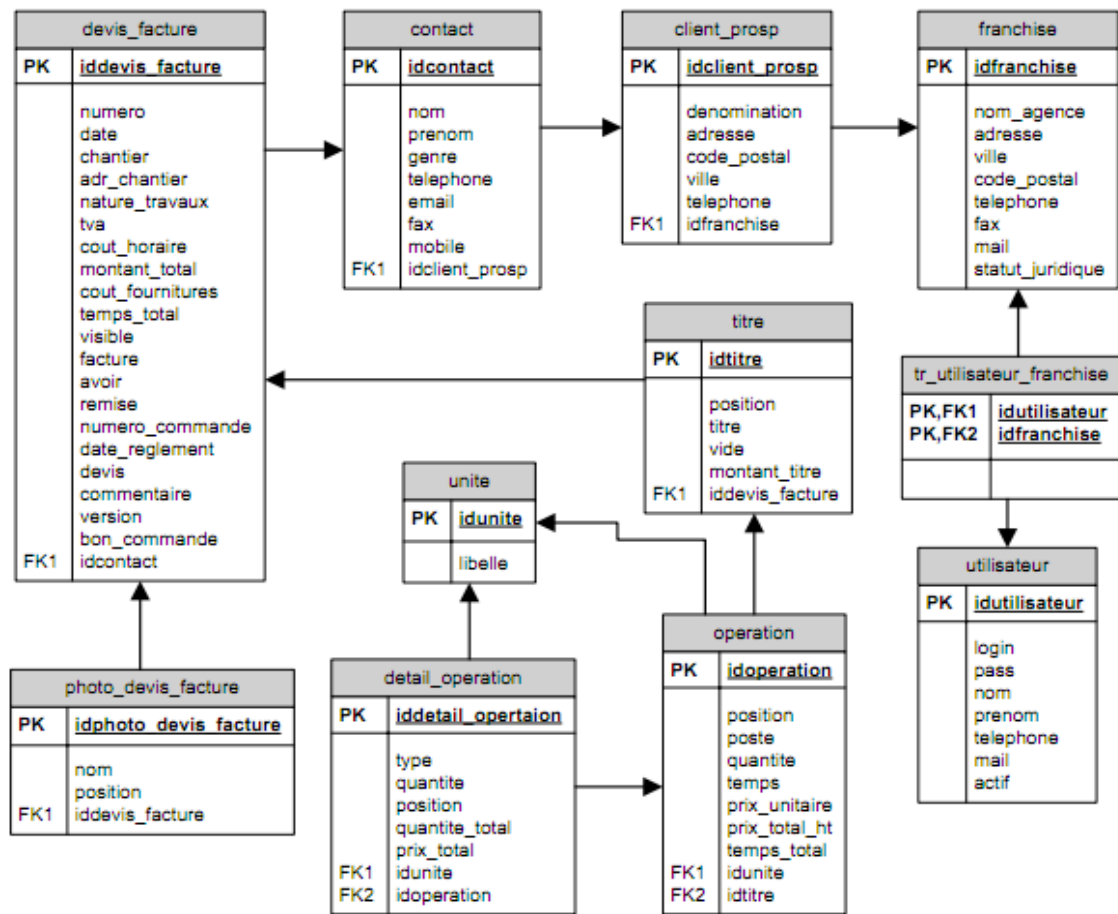 devis_facture
PK iddevis_facture
numero
date
chantier
adr_chantier
nature_travaux
tva
cout_horaire
montant_total
cout_fournitures
temps_total
visible
facture
avoir
remise
numero_commande
date_reglement
devis
commentaire
version
bon_commande
FK1 idcontact
contact
PK idcontact
nom
prenom
genre
telephone
email
fax
mobile
FK1 idclient_prosp
client_prosp
PK idclient_prosp
denomination
adresse
code_postal
ville
telephone
FK1 idfranchise
franchise
PK idfranchise
nom_agence
adresse
ville
code_postal
telephone
fax
mail
statut_juridique
titre
PK idtitre
position
titre
vide
montant_titre
FK1 iddevis_facture
tr_utilisateur_franchise
PK,FK1 idutilisateur
PK,FK2 idfranchise
unite
PK idunite
libelle
utilisateur
PK idutilisateur
login
pass
nom
prenom
telephone
mail
actif
photo_devis_facture
PK idphoto_devis_facture
nom
position
FK1 iddevis_facture
detail_operation
PK iddetail_opertaion
type
quantite
position
quantite_total
prix_total
FK1 idunite
FK2 idoperation
operation
PK idoperation
position
poste
quantite
temps
prix_unitaire
prix_total_ht
temps_total
FK1 idunite
FK2 idtitre